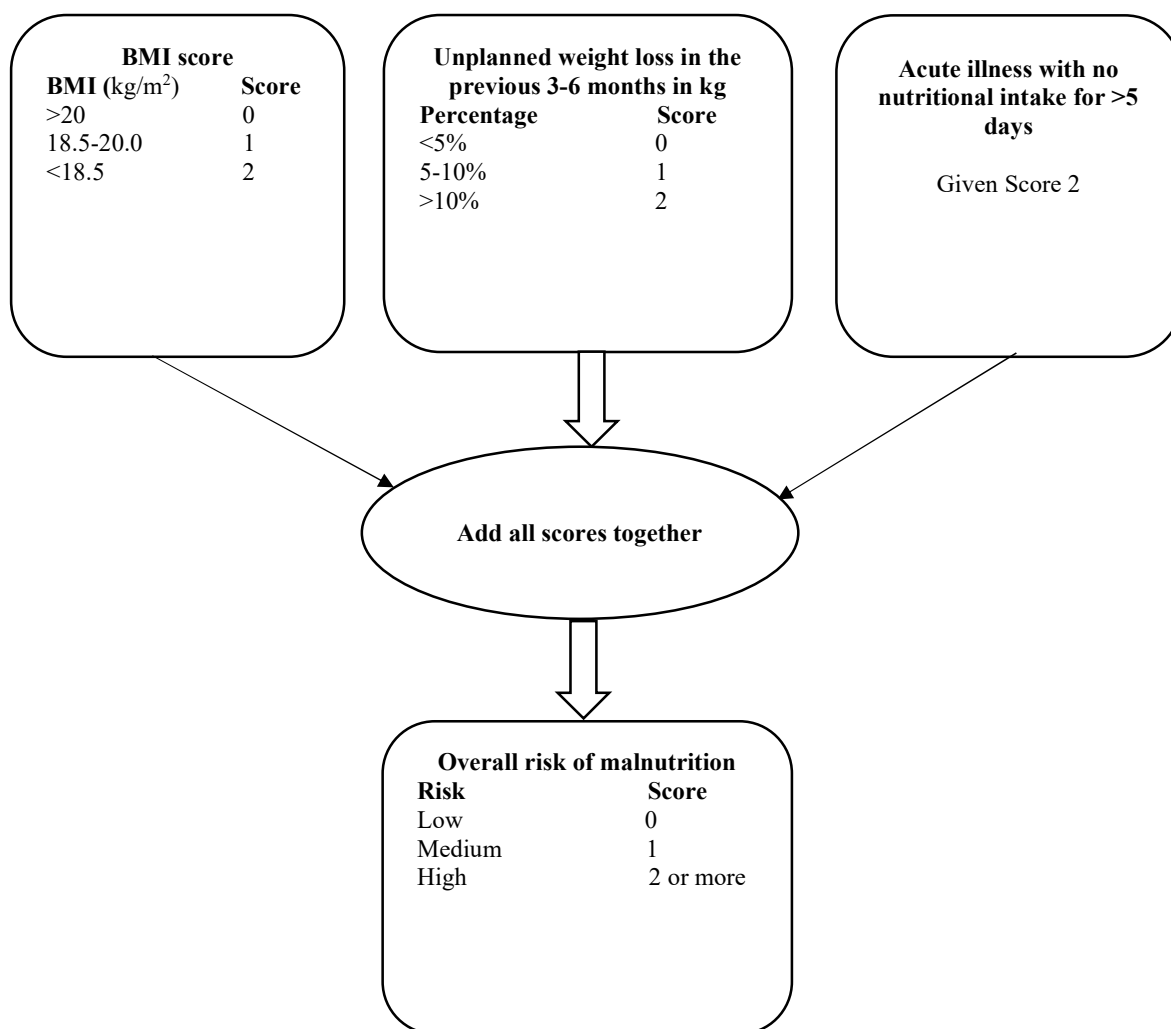 BMI score
BMI (kg/m²) Score
>20 0
18.5-20.0 1
<18.5 2
Unplanned weight loss in the
previous 3-6 months in kg
Percentage Score
<5% 0
5-10% 1
>10% 2
Acute illness with no
nutritional intake for >5
days
Given Score 2
Add all scores together
Overall risk of malnutrition
Risk Score
Low 0
Medium 1
High 2 or more